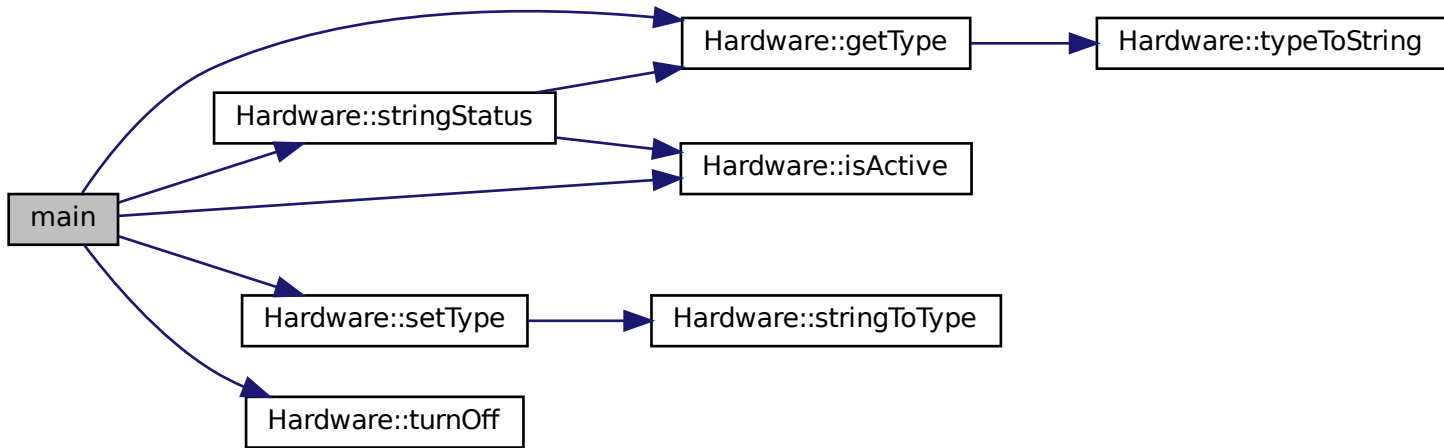 Hardware::getType
Hardware::typeToString
Hardware::stringStatus
Hardware::isActive
main
Hardware::setType
Hardware::stringToType
Hardware::turnOff